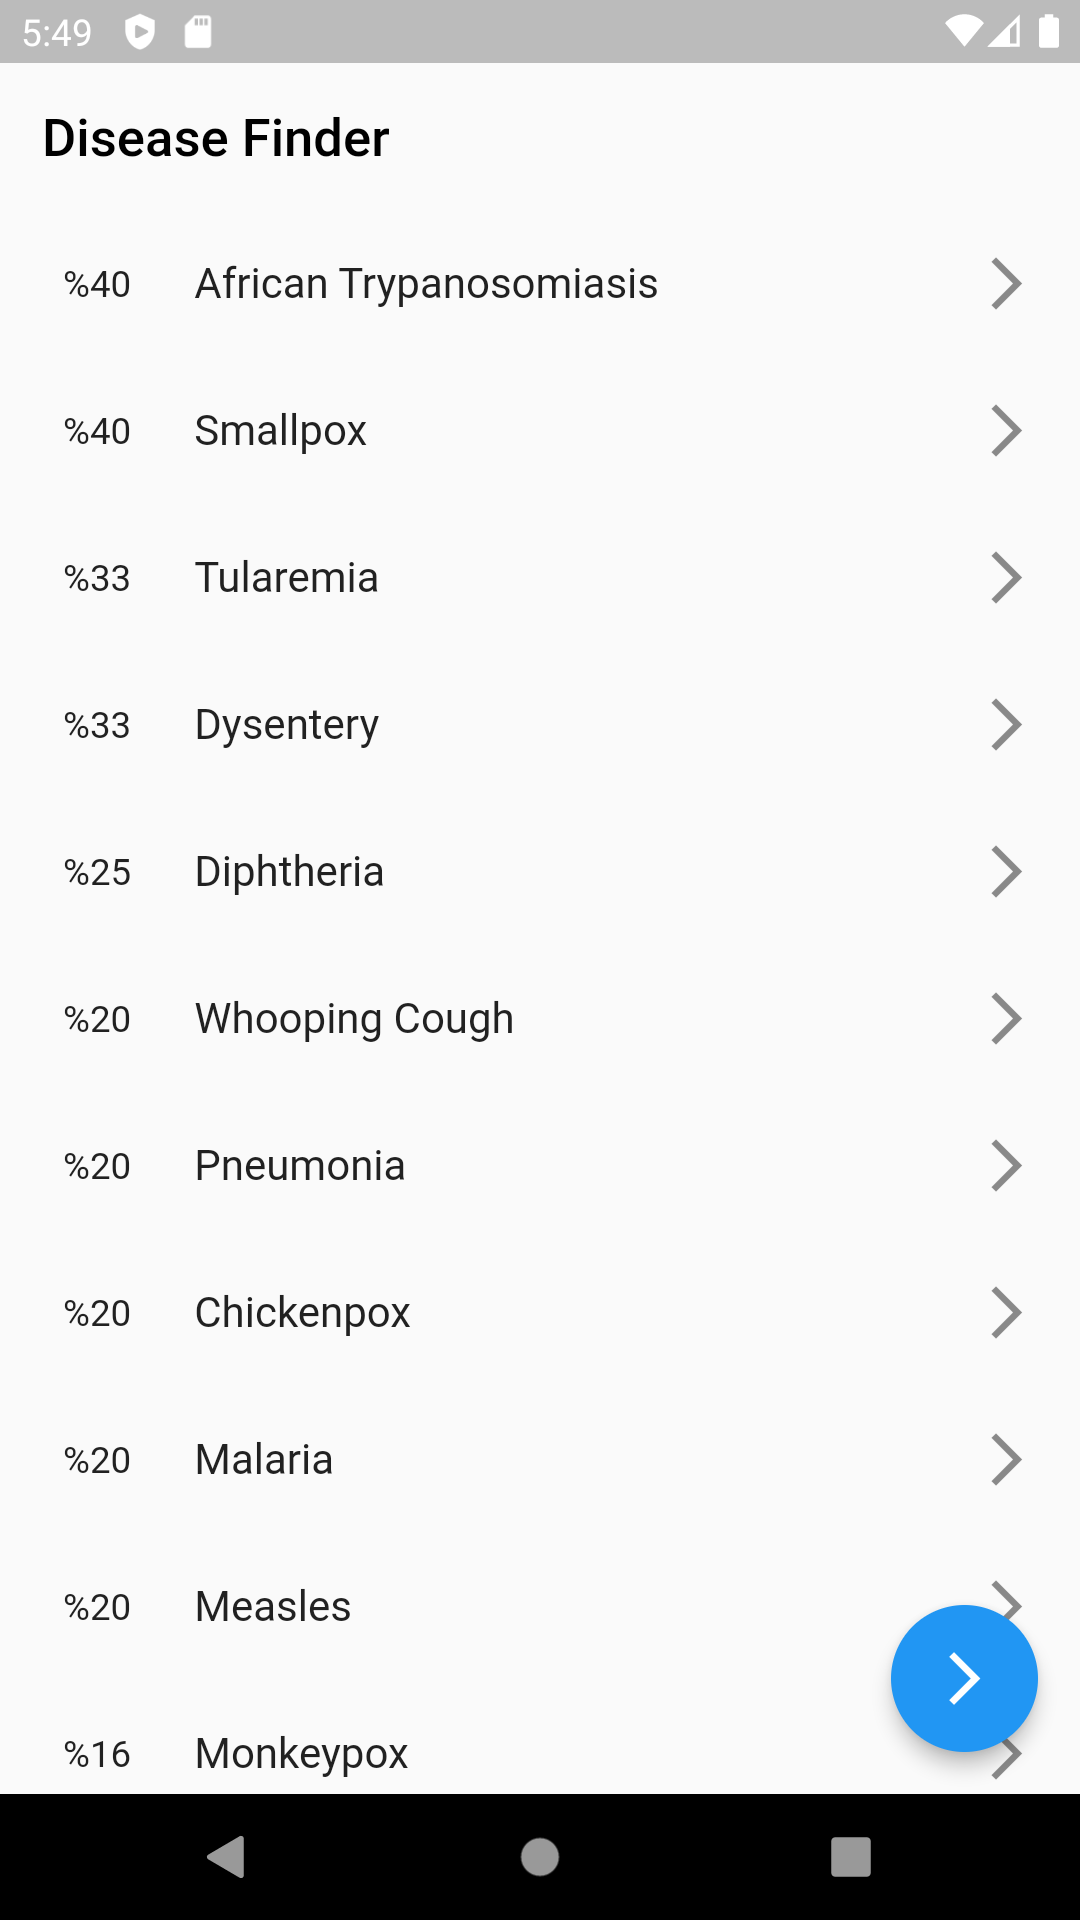 5:49
Disease Finder
%40 African Trypanosomiasis
%40 Smallpox
%33 Tularemia
%33 Dysentery
%25 Diphtheria
%20 Whooping Cough
%20 Pneumonia
%20 Chickenpox
%20 Malaria
%20 Measles
%16 Monkeypox